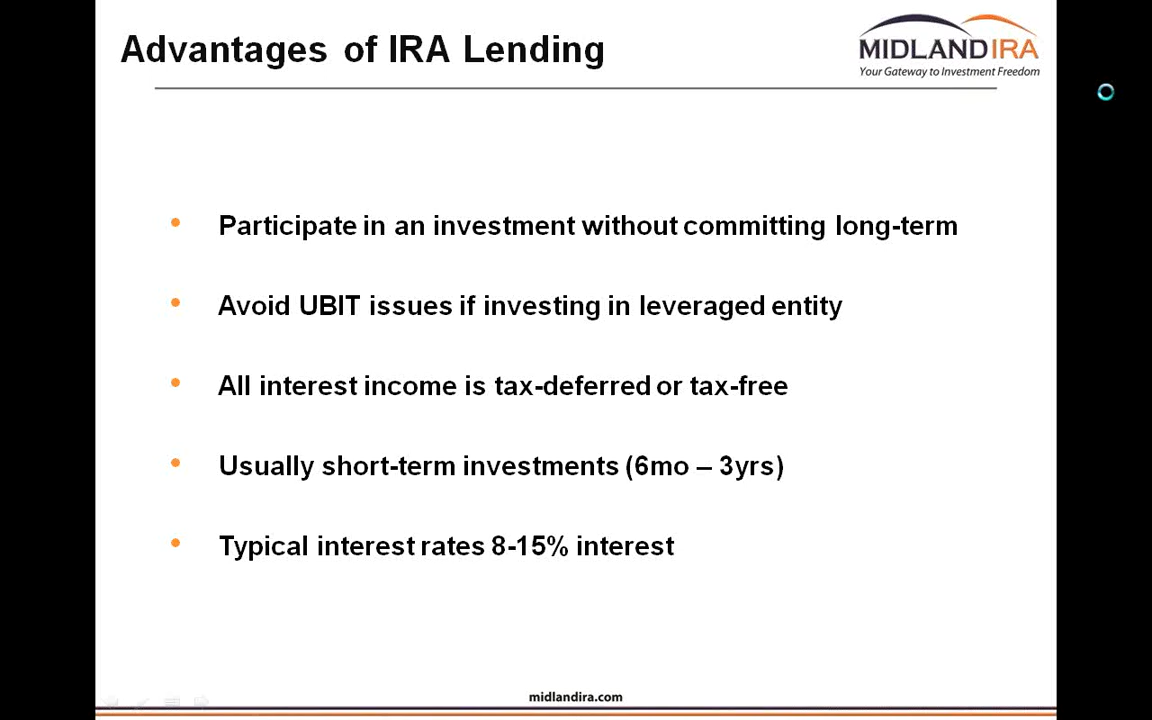 Advantages of IRA Lending
MIDLANDIRA
Your Gateway to Investment Freedom
• Participate in an investment without committing long-term
• Avoid UBIT issues if investing in leveraged entity
• All interest income is tax-deferred or tax-free
• Usually short-term investments (6mo – 3yrs)
• Typical interest rates 8-15% interest
midlandira.com